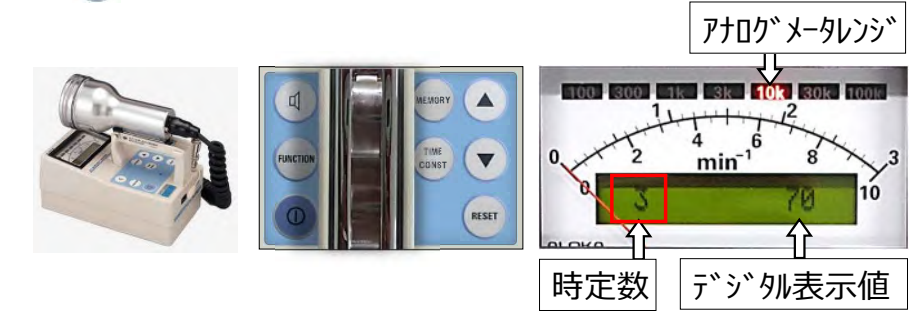 ｱﾅﾛｸﾞﾒｰﾀﾚﾝｼﾞ
MEMORY
FUNCTION
TIME
CONST
RESET
100 300 1k 3k 10k 30k 100k
0 1 2 3
0 2 4 6 8 10
min⁻¹
3 70
時定数
ﾃﾞｼﾞﾀﾙ表示値